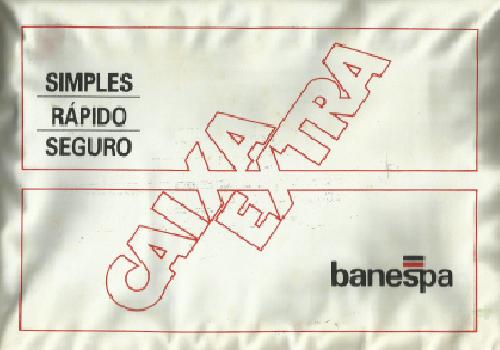 SIMPLES
RÁPIDO
SEGURO
CAIXA
EXTRA
banespa